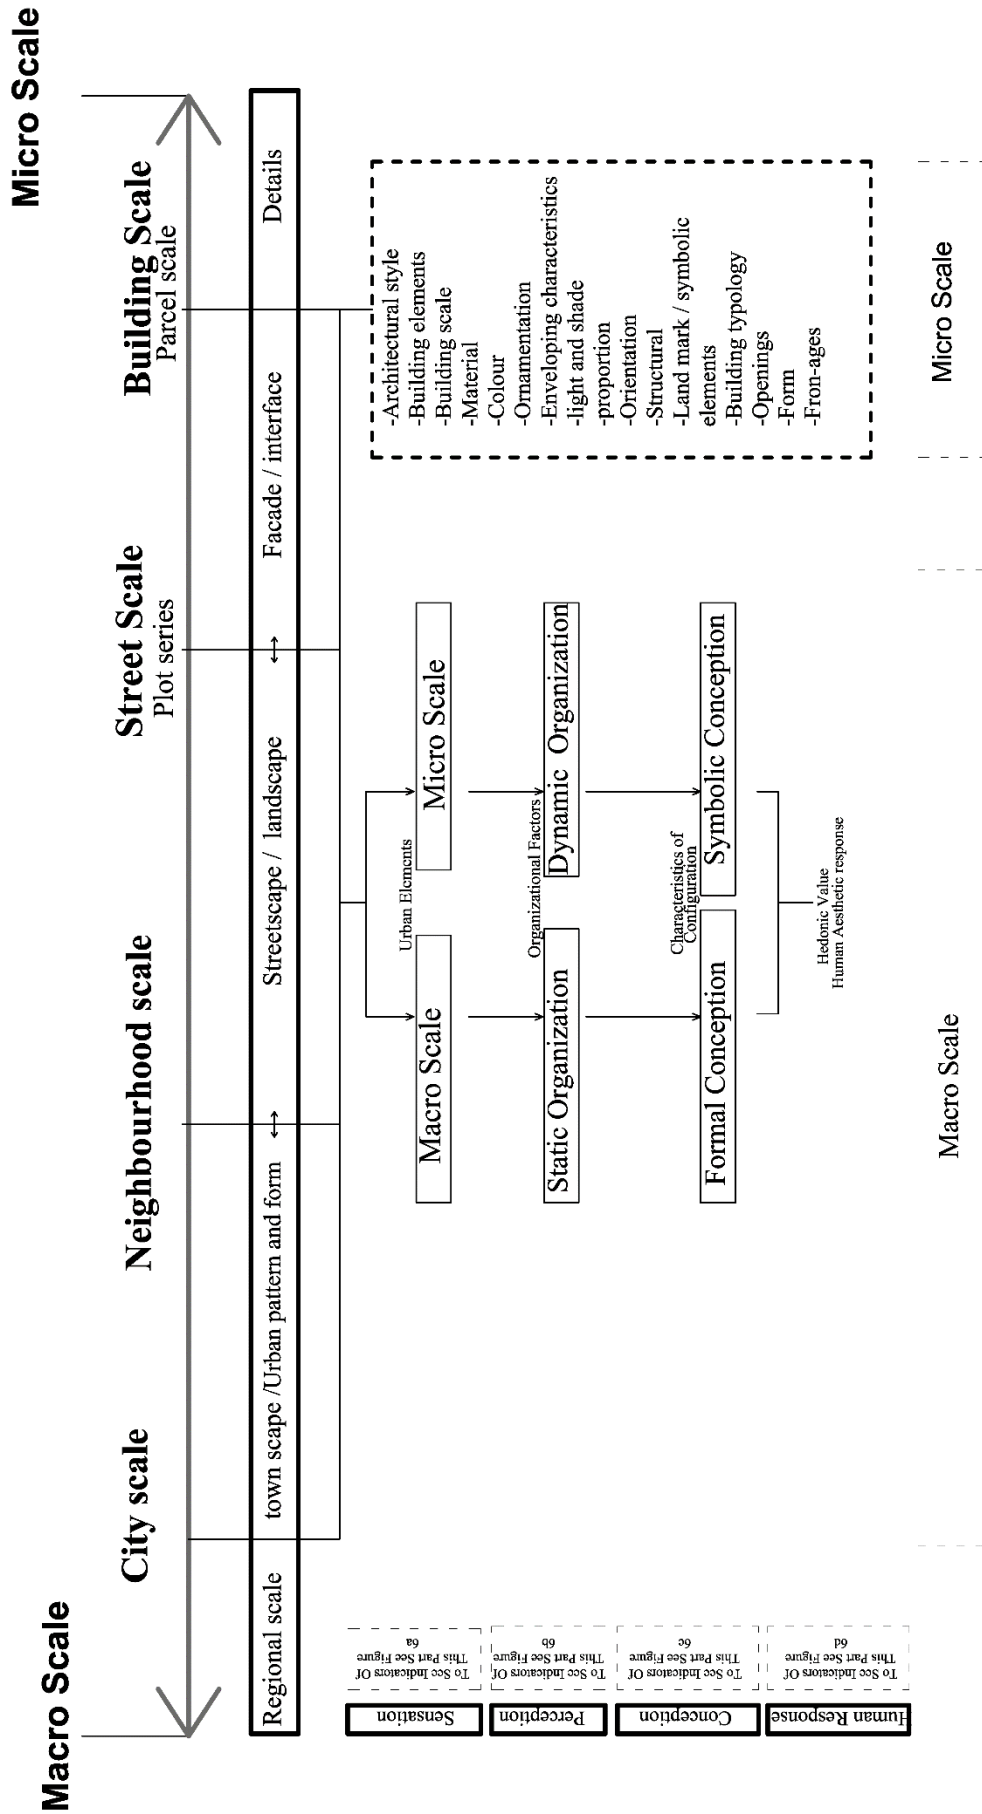 Macro Scale
Micro Scale
City scale
Neighbourhood scale
Street Scale
Plot series
Building Scale
Parcel scale
Regional scale
town scape /Urban pattern and form
Streetscape / landscape
Facade / interface
Details
Sensation
To See Indicators Of
This Part See Figure
6a
Macro Scale
Urban Elements
Micro Scale
Perception
To See Indicators Of
This Part See Figure
6b
Static Organization
Organizational Factors
Dynamic Organization
Conception
To See Indicators Of
This Part See Figure
6c
Formal Conception
Characteristics of
Configuration
Symbolic Conception
Human Response
To See Indicators Of
This Part See Figure
6d
Hedonic Value
Human Aesthetic response
-Architectural style
-Building elements
-Building scale
-Material
-Colour
-Ornamentation
-Enveloping characteristics
-light and shade
-proportion
-Orientation
-Structural
-Land mark / symbolic
elements
-Building typology
-Openings
-Form
-Fron-ages
Macro Scale
Micro Scale